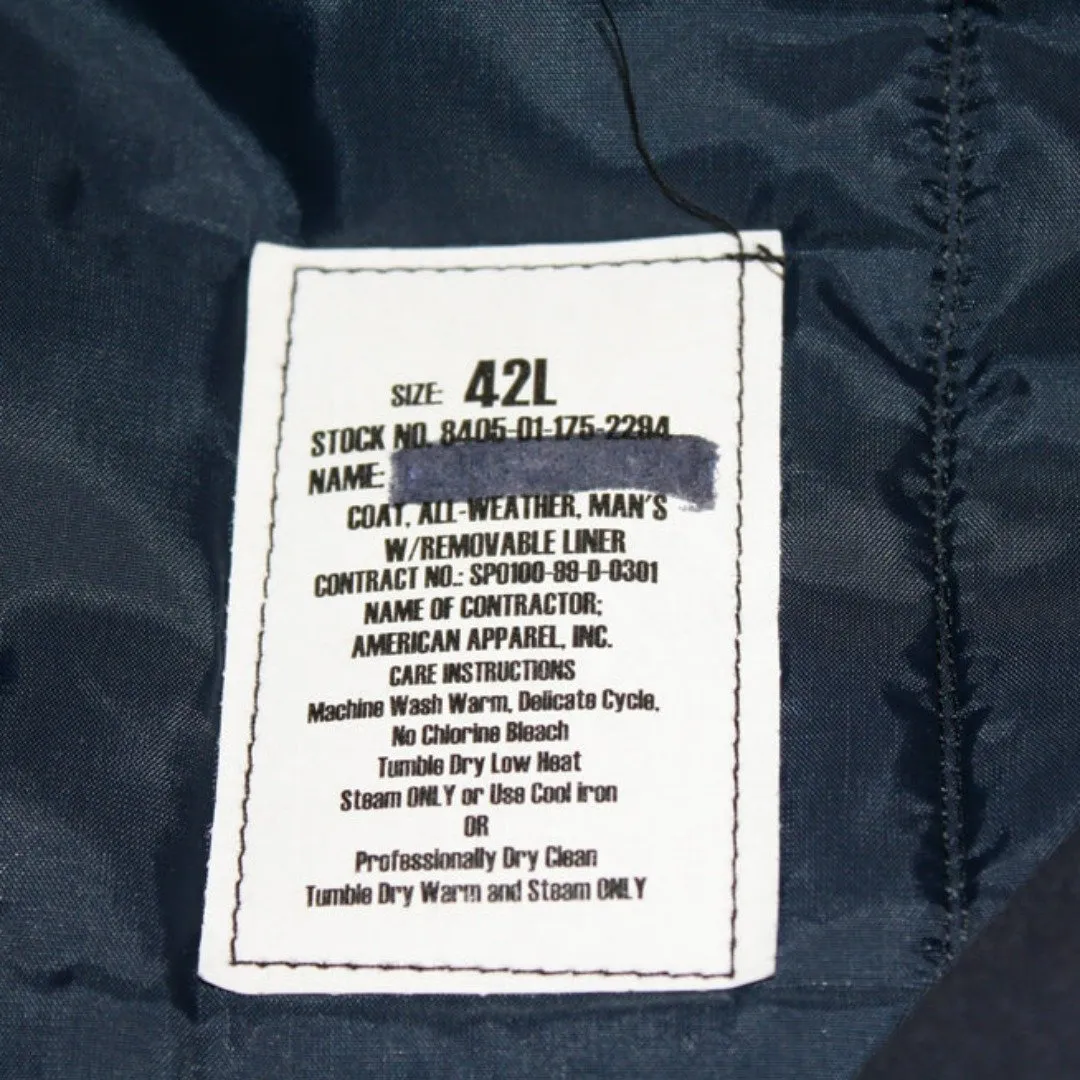 SIZE: 42L
STOCK NO. 8405-01-175-2294
NAME:
COAT, ALL-WEATHER, MAN'S
W/REMOVABLE LINER
CONTRACT NO.: SP0100-99-D-0301
NAME OF CONTRACTOR;
AMERICAN APPAREL, INC.
CARE INSTRUCTIONS
Machine Wash Warm, Delicate Cycle,
No Chlorine Bleach
Tumble Dry Low Heat
Steam ONLY or Use Cool iron
OR
Professionally Dry Clean
Tumble Dry Warm and Steam ONLY